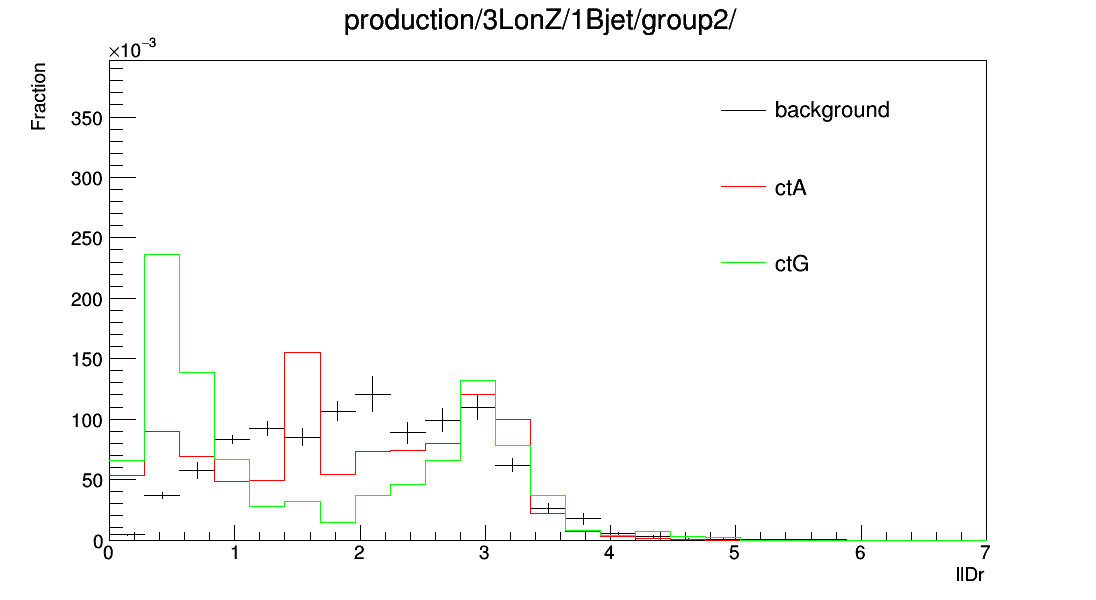 production/3LonZ/1Bjet/group2/
×10⁻³
Fraction
350
300
250
200
150
100
50
0
background
ctA
ctG
0 1 2 3 4 5 6 7
llDr